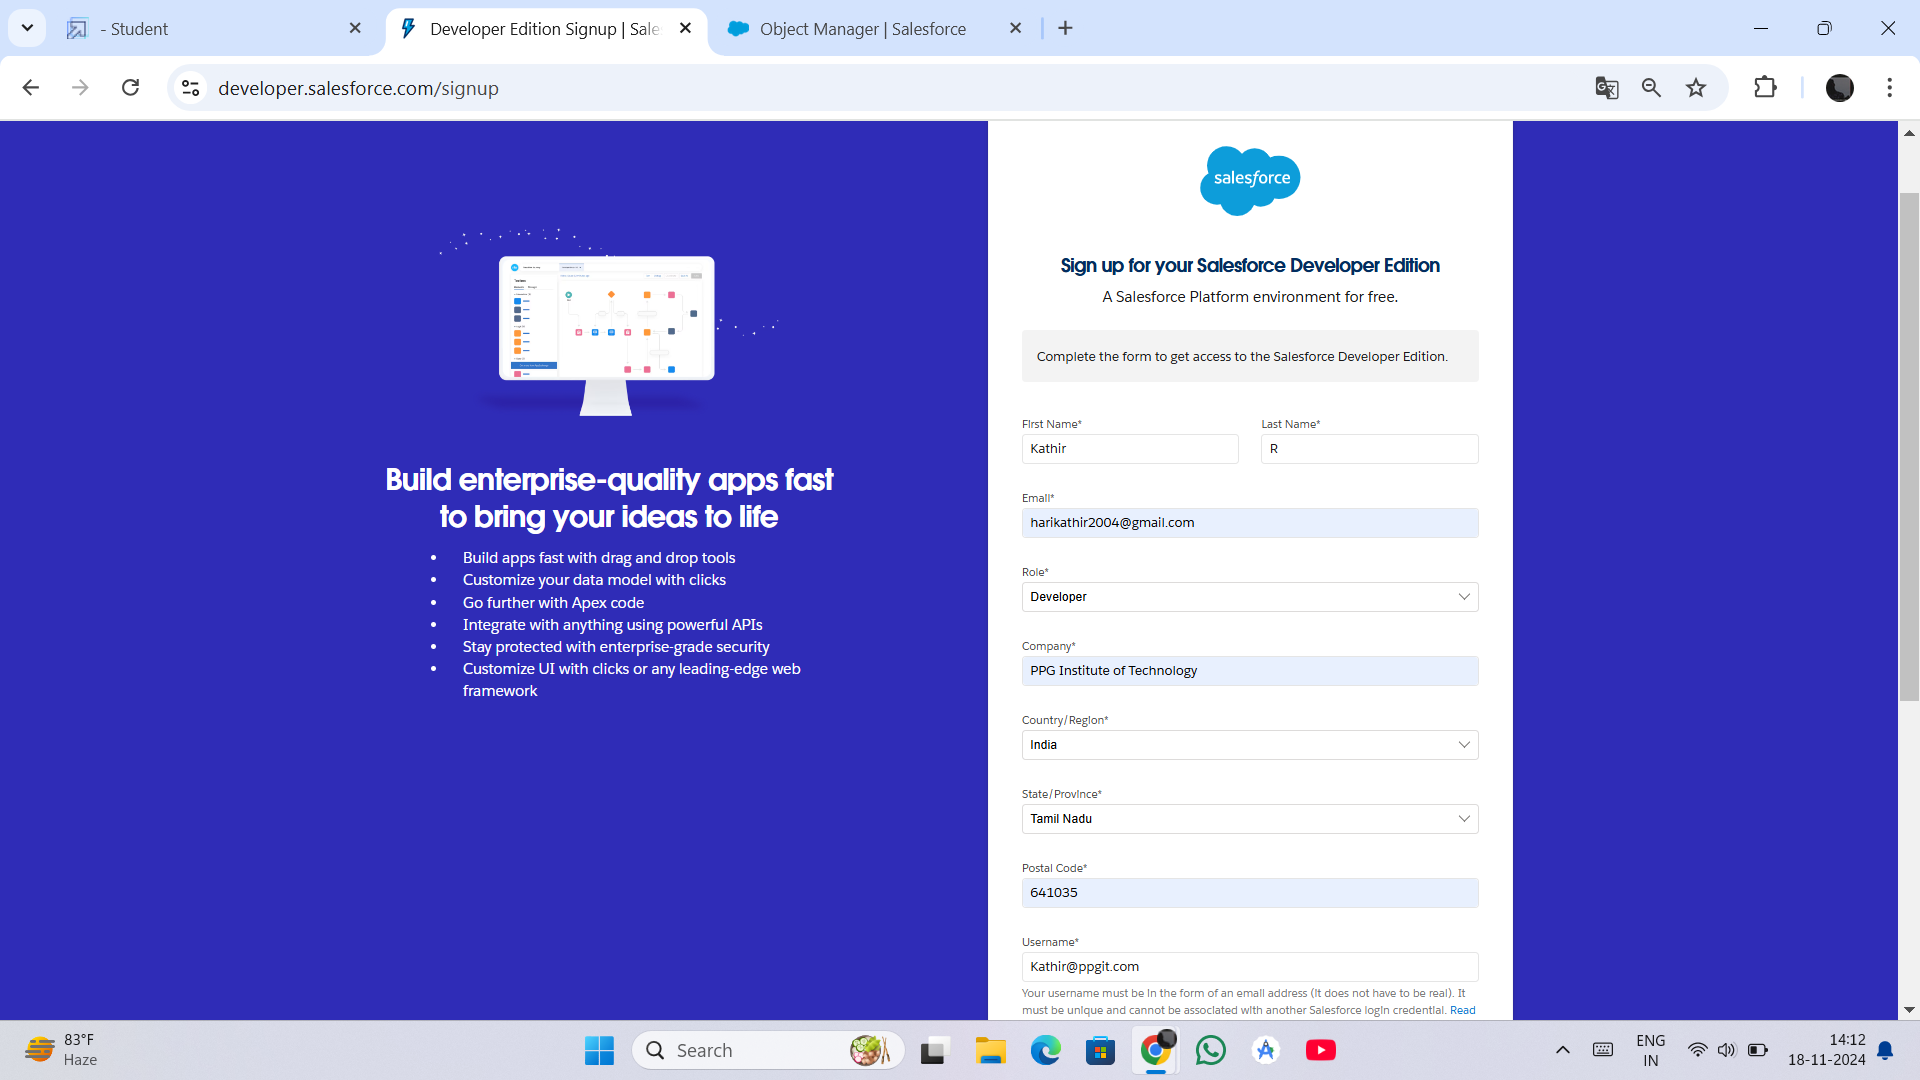 - Student
Developer Edition Signup | Sale
Object Manager | Salesforce
developer.salesforce.com/signup
salesforce
Sign up for your Salesforce Developer Edition
A Salesforce Platform environment for free.
Complete the form to get access to the Salesforce Developer Edition.
First Name*
Last Name*
Kathir
R
Email*
harikathir2004@gmail.com
Role*
Developer
Company*
PPG Institute of Technology
Country/Region*
India
State/Province*
Tamil Nadu
Postal Code*
641035
Username*
Kathir@ppgit.com
Your username must be in the form of an email address (it does not have to be real). It
must be unique and cannot be associated with another Salesforce login credential. Read
Build enterprise-quality apps fast
to bring your ideas to life
• Build apps fast with drag and drop tools
• Customize your data model with clicks
• Go further with Apex code
• Integrate with anything using powerful APIs
• Stay protected with enterprise-grade security
• Customize UI with clicks or any leading-edge web
framework
83°F
Haze
Search
ENG
IN
14:12
18-11-2024